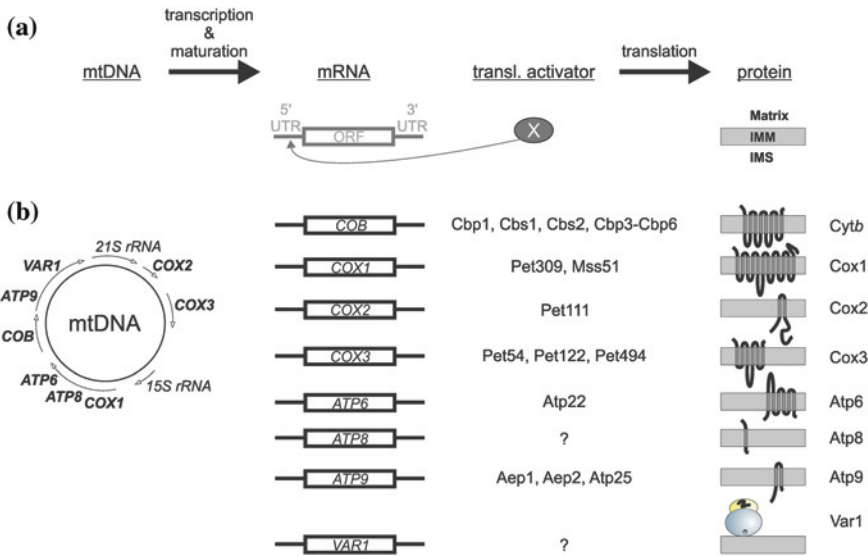 (a)
transcription
&
maturation
mtDNA
mRNA
transl. activator
translation
protein
5'
UTR
ORF
3'
UTR
X
Matrix
IMM
IMS
(b)
mtDNA
21S rRNA
COX2
COX3
15S rRNA
COX1
ATP8
ATP6
COB
ATP9
VAR1
COB
Cbp1, Cbs1, Cbs2, Cbp3-Cbp6
Cytb
COX1
Pet309, Mss51
Cox1
COX2
Pet111
Cox2
COX3
Pet54, Pet122, Pet494
Cox3
ATP6
Atp22
Atp6
ATP8
?
Atp8
ATP9
Aep1, Aep2, Atp25
Atp9
VAR1
?
Var1